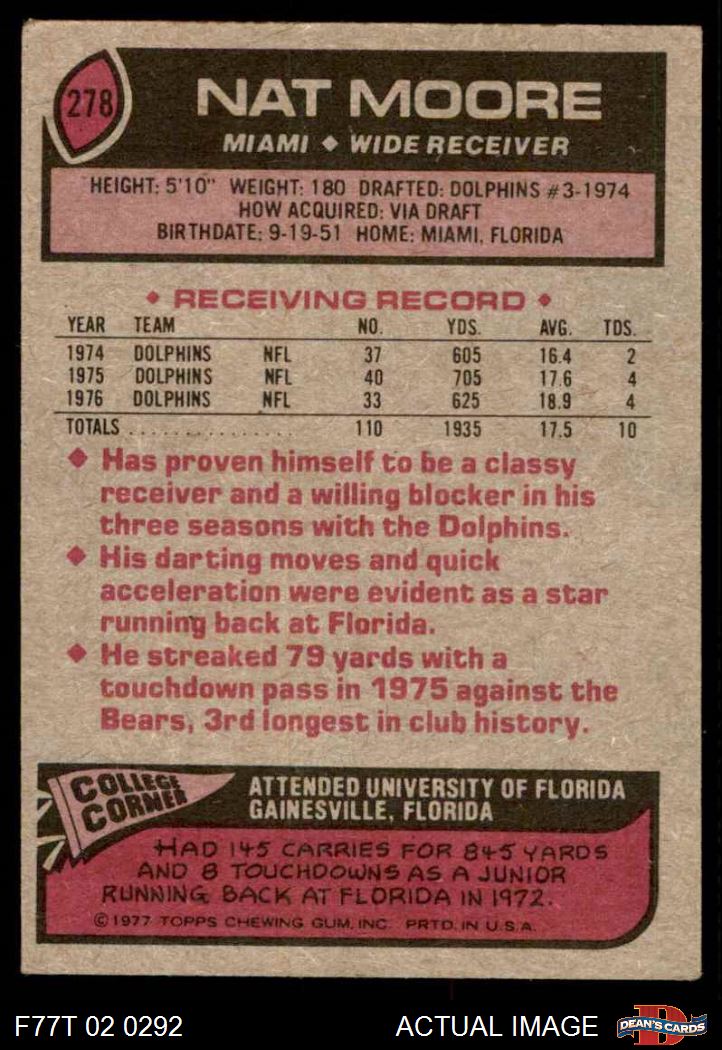 278
NAT MOORE
MIAMI ◆ WIDE RECEIVER
HEIGHT: 5'10" WEIGHT: 180 DRAFTED: DOLPHINS #3-1974
HOW ACQUIRED: VIA DRAFT
BIRTHDATE: 9-19-51 HOME: MIAMI, FLORIDA
◆ RECEIVING RECORD ◆
YEAR TEAM NO. YDS. AVG. TDS.
1974 DOLPHINS NFL 37 605 16.4 2
1975 DOLPHINS NFL 40 705 17.6 4
1976 DOLPHINS NFL 33 625 18.9 4
TOTALS . . . . . . . . . . . . . . . 110 1935 17.5 10
◆ Has proven himself to be a classy
receiver and a willing blocker in his
three seasons with the Dolphins.
◆ His darting moves and quick
acceleration were evident as a star
running back at Florida.
◆ He streaked 79 yards with a
touchdown pass in 1975 against the
Bears, 3rd longest in club history.
COLLEGE
CORNER
ATTENDED UNIVERSITY OF FLORIDA
GAINESVILLE, FLORIDA
HAD 145 CARRIES FOR 845 YARDS
AND 8 TOUCHDOWNS AS A JUNIOR
RUNNING BACK AT FLORIDA IN 1972.
©1977 TOPPS CHEWING GUM, INC. PRTD. IN U.S.A.
F77T 02 0292 ACTUAL IMAGE
D
DEAN'S CARDS